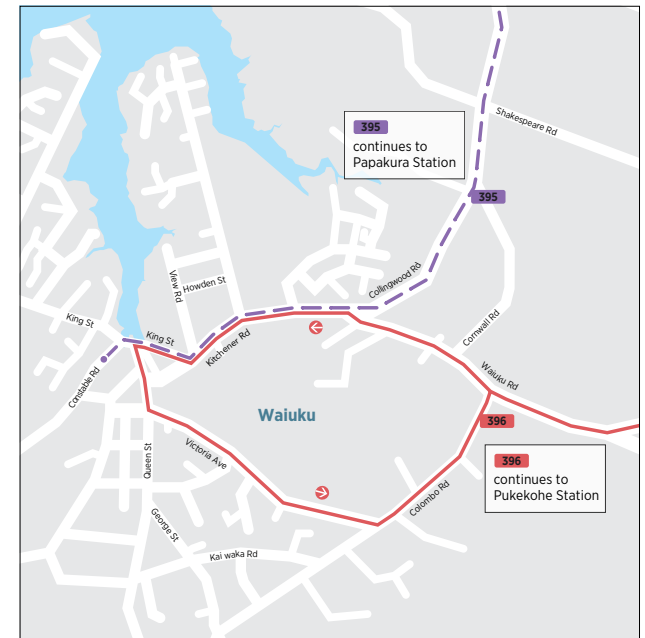 Shakespeare Rd
395
continues to
Papakura Station
395
Collingwood Rd
View Rd
Howden St
King St
King St
Kitchener Rd
Cornwall Rd
Constable Rd
Waiuku Rd
Waiuku
396
Queen St
Victoria Ave
396
continues to
Pukekohe Station
Colombo Rd
George St
Kai waka Rd